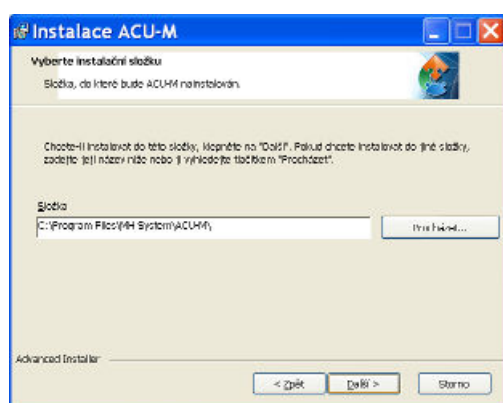 Instalace ACU-M
Vyberte instalační složku
Složka, do které bude ACU-M nainstalován.
Chcete-li instalovat do této složky, klepněte na "Další". Pokud chcete instalovat do jiné složky,
zadejte její název níže nebo ji vyhledejte tlačítkem "Procházet".
Složka
C:\Program Files\MH System\ACU-M\
Procházet...
Advanced Installer
< Zpět
Další >
Storno